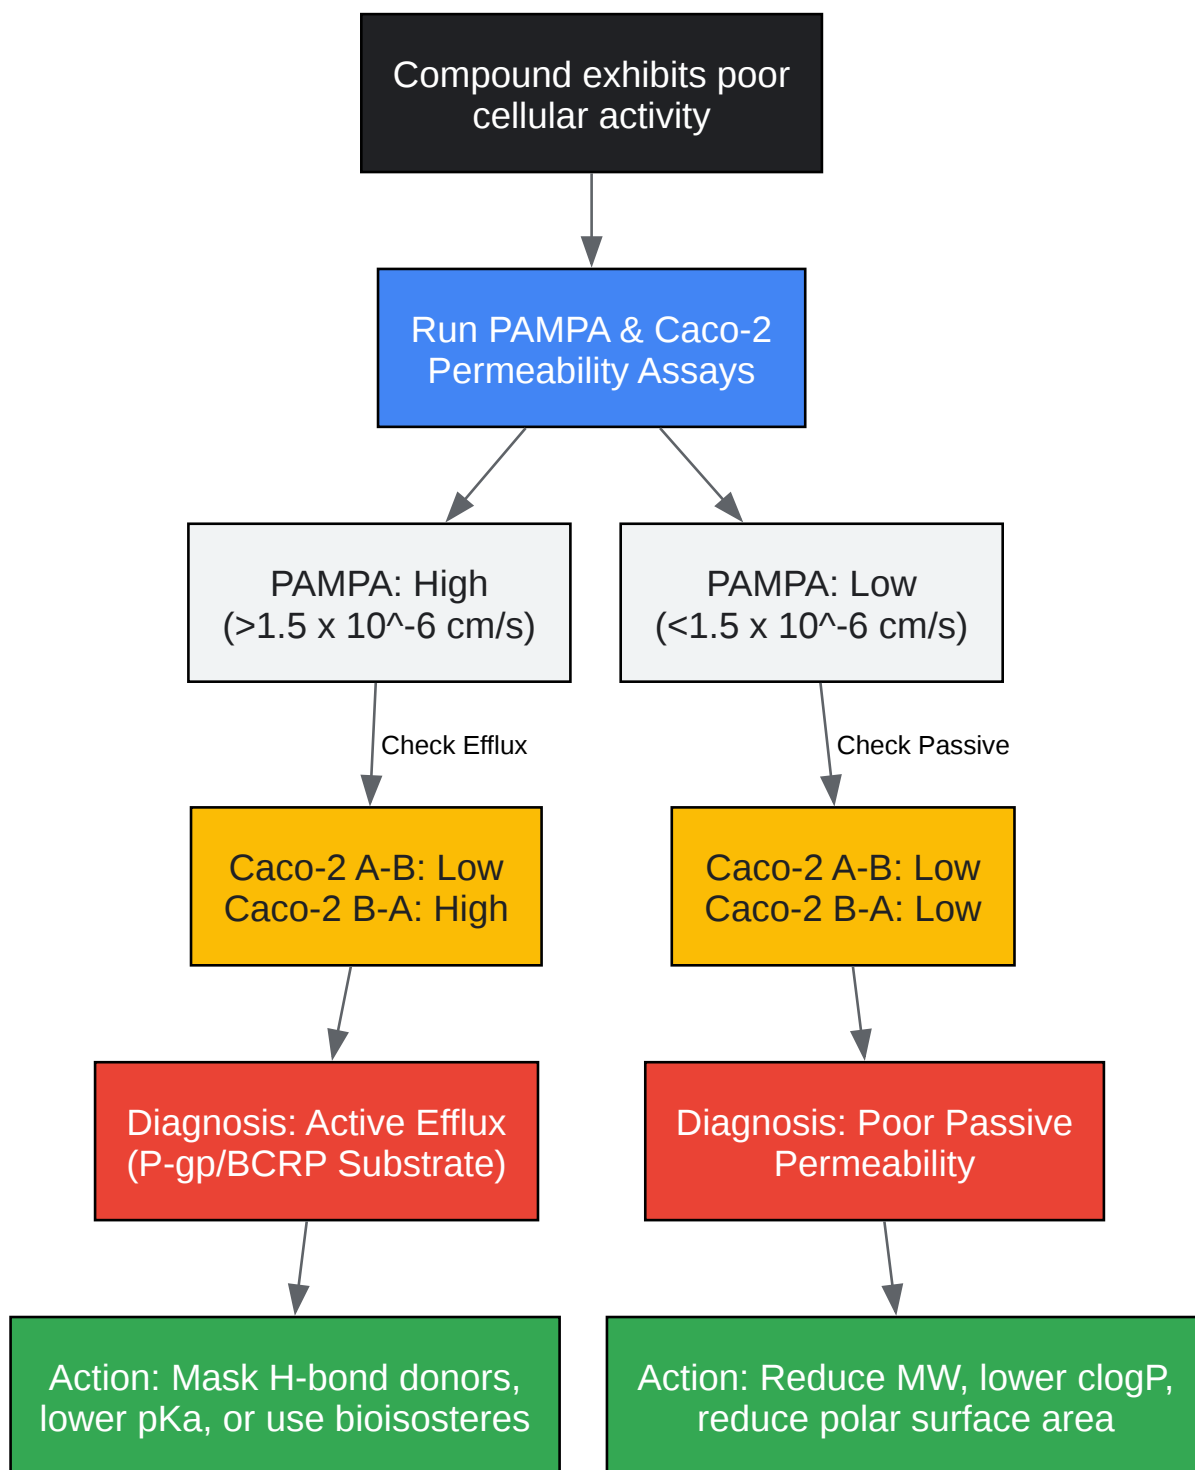 Compound exhibits poor
cellular activity
Run PAMPA & Caco-2
Permeability Assays
PAMPA: High
(>1.5 x 10^-6 cm/s)
PAMPA: Low
(<1.5 x 10^-6 cm/s)
Check Efflux
Check Passive
Caco-2 A-B: Low
Caco-2 B-A: High
Caco-2 A-B: Low
Caco-2 B-A: Low
Diagnosis: Active Efflux
(P-gp/BCRP Substrate)
Diagnosis: Poor Passive
Permeability
Action: Mask H-bond donors,
lower pKa, or use bioisosteres
Action: Reduce MW, lower clogP,
reduce polar surface area